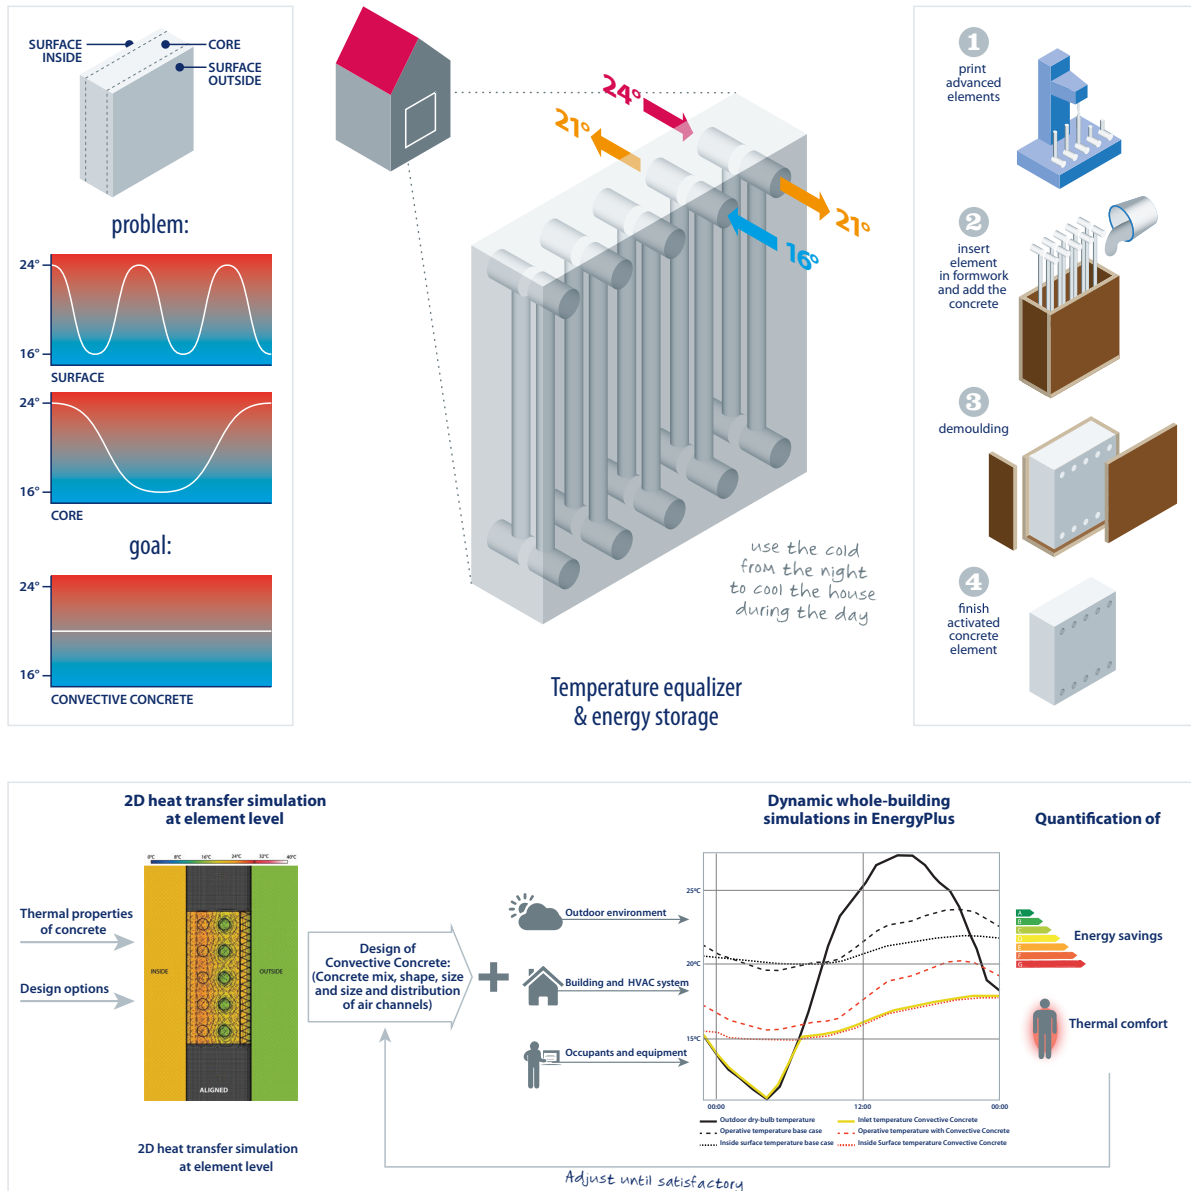 SURFACE
INSIDE
CORE
SURFACE
OUTSIDE
problem:
24°
16°
SURFACE
24°
16°
CORE
goal:
24°
16°
CONVECTIVE CONCRETE
24°
21°
21°
16°
use the cold
from the night
to cool the house
during the day
Temperature equalizer
& energy storage
1
print
advanced
elements
2
insert
element
in formwork
and add the
concrete
3
demoulding
4
finish
activated
concrete
element
2D heat transfer simulation
at element level
0°C 8°C 16°C 24°C 32°C 40°C
Thermal properties
of concrete
Design options
INSIDE
OUTSIDE
ALIGNED
2D heat transfer simulation
at element level
Design of
Convective Concrete:
(Concrete mix, shape, size
and size and distribution
of air channels)
Outdoor environment
Building and HVAC system
Occupants and equipment
Dynamic whole-building
simulations in EnergyPlus
25°C
20°C
15°C
00:00 12:00 00:00
Outdoor dry-bulb temperature
Operative temperature base case
Inside surface temperature base case
Inlet temperature Convective Concrete
Operative temperature with Convective Concrete
Inside Surface temperature Convective Concrete
Quantification of
A
B
C
D
E
F
G
Energy savings
Thermal comfort
Adjust until satisfactory